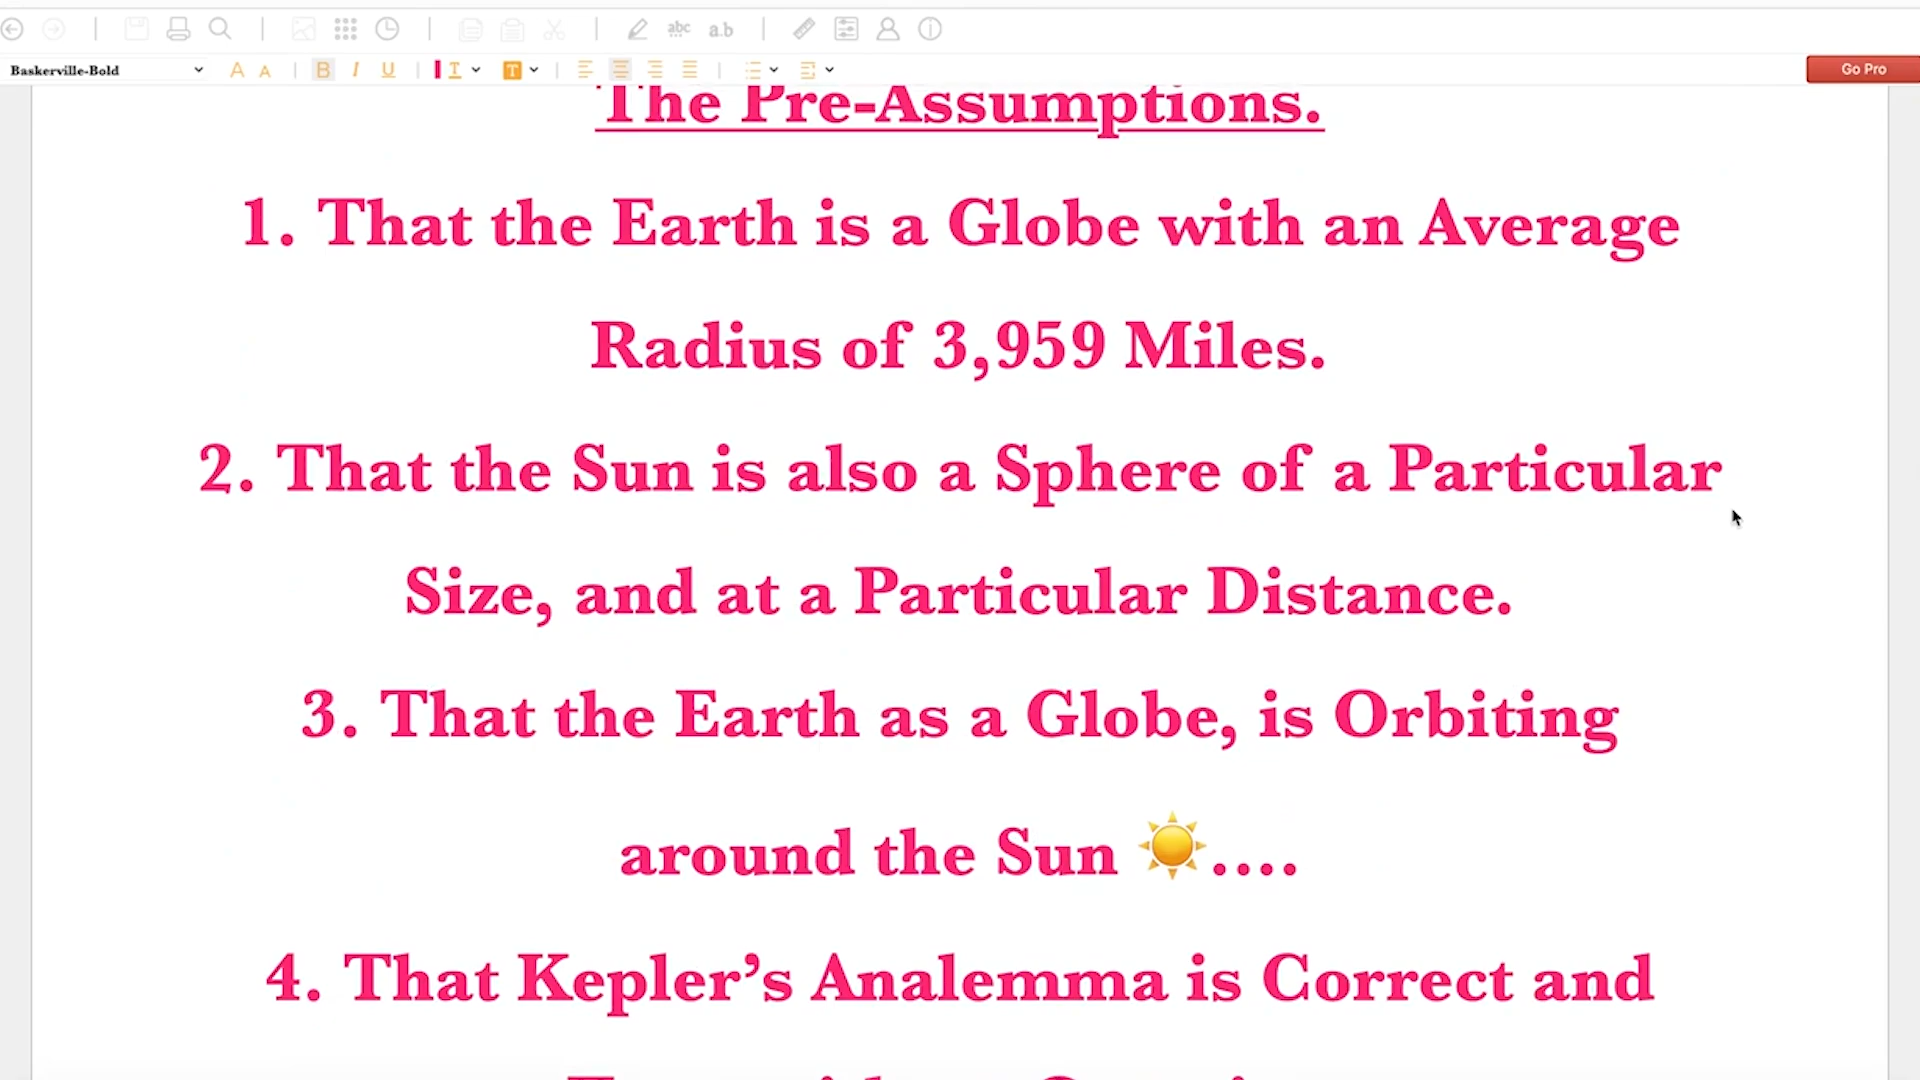 abc
a.b
Baskerville-Bold
A A
B I U
T
T
Go Pro
The Pre-Assumptions.
1. That the Earth is a Globe with an Average
Radius of 3,959 Miles.
2. That the Sun is also a Sphere of a Particular
Size, and at a Particular Distance.
3. That the Earth as a Globe, is Orbiting
around the Sun ☀️....
4. That Kepler’s Analemma is Correct and